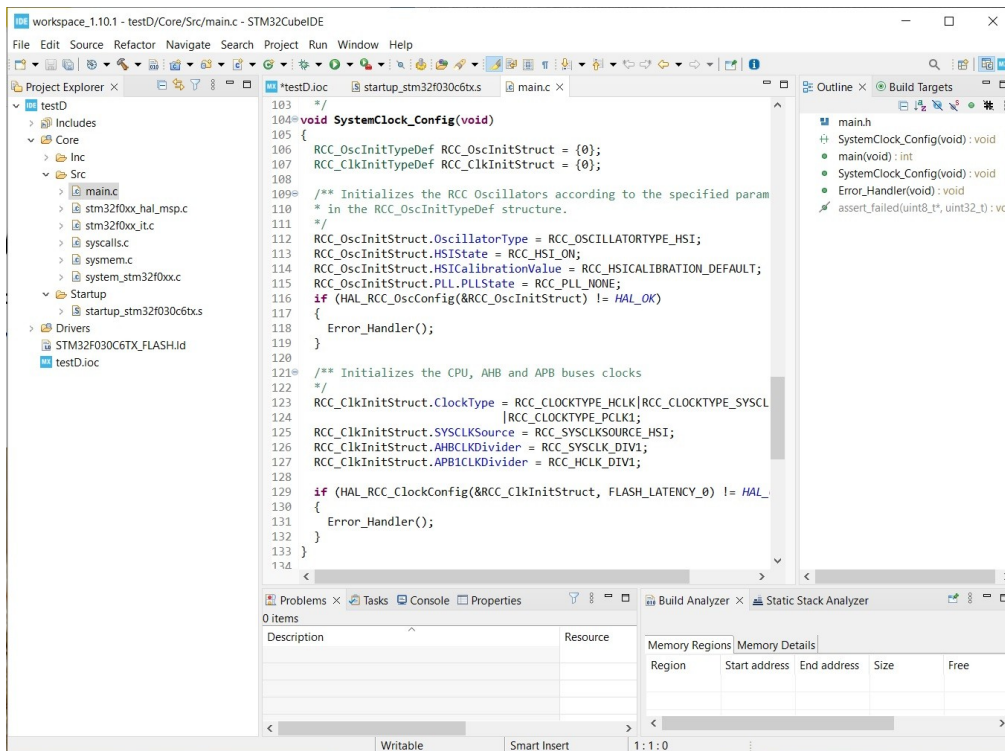 IDE workspace_1.10.1 - testD/Core/Src/main.c - STM32CubeIDE
File Edit Source Refactor Navigate Search Project Run Window Help
Project Explorer
testD
Includes
Core
Inc
Src
main.c
stm32f0xx_hal_msp.c
stm32f0xx_it.c
syscalls.c
sysmem.c
system_stm32f0xx.c
Startup
startup_stm32f030c6tx.s
Drivers
STM32F030C6TX_FLASH.ld
MX testD.ioc
MX *testD startup_stm32f030c6tx.s main.c
103 */
104 void SystemClock_Config(void)
105 {
106 RCC_OscInitTypeDef RCC_OscInitStruct = {0};
107 RCC_ClkInitTypeDef RCC_ClkInitStruct = {0};
108
109 /** Initializes the RCC Oscillators according to the specified param
110 * in the RCC_OscInitTypeDef structure.
111 */
112 RCC_OscInitStruct.OscillatorType = RCC_OSCILLATORTYPE_HSI;
113 RCC_OscInitStruct.HSIState = RCC_HSI_ON;
114 RCC_OscInitStruct.HSICalibrationValue = RCC_HSICALIBRATION_DEFAULT;
115 RCC_OscInitStruct.PLL.PLLState = RCC_PLL_NONE;
116 if (HAL_RCC_OscConfig(&RCC_OscInitStruct) != HAL_OK)
117 {
118 Error_Handler();
119 }
120
121 /** Initializes the CPU, AHB and APB buses clocks
122 */
123 RCC_ClkInitStruct.ClockType = RCC_CLOCKTYPE_HCLK|RCC_CLOCKTYPE_SYSCL
124 |RCC_CLOCKTYPE_PCLK1;
125 RCC_ClkInitStruct.SYSCLKSource = RCC_SYSCLKSOURCE_HSI;
126 RCC_ClkInitStruct.AHBCLKDivider = RCC_SYSCLK_DIV1;
127 RCC_ClkInitStruct.APB1CLKDivider = RCC_HCLK_DIV1;
128
129 if (HAL_RCC_ClockConfig(&RCC_ClkInitStruct, FLASH_LATENCY_0) != HAL_
130 {
131 Error_Handler();
132 }
133 }
134
Outline Build Targets
main.h
SystemClock_Config(void) : void
main(void) : int
SystemClock_Config(void) : void
Error_Handler(void) : void
assert_failed(uint8_t*, uint32_t) : vo
Problems Tasks Console Properties
0 items
Description Resource
Build Analyzer Static Stack Analyzer
Memory Regions Memory Details
Region Start address End address Size Free
Writable Smart Insert 1 : 1 : 0